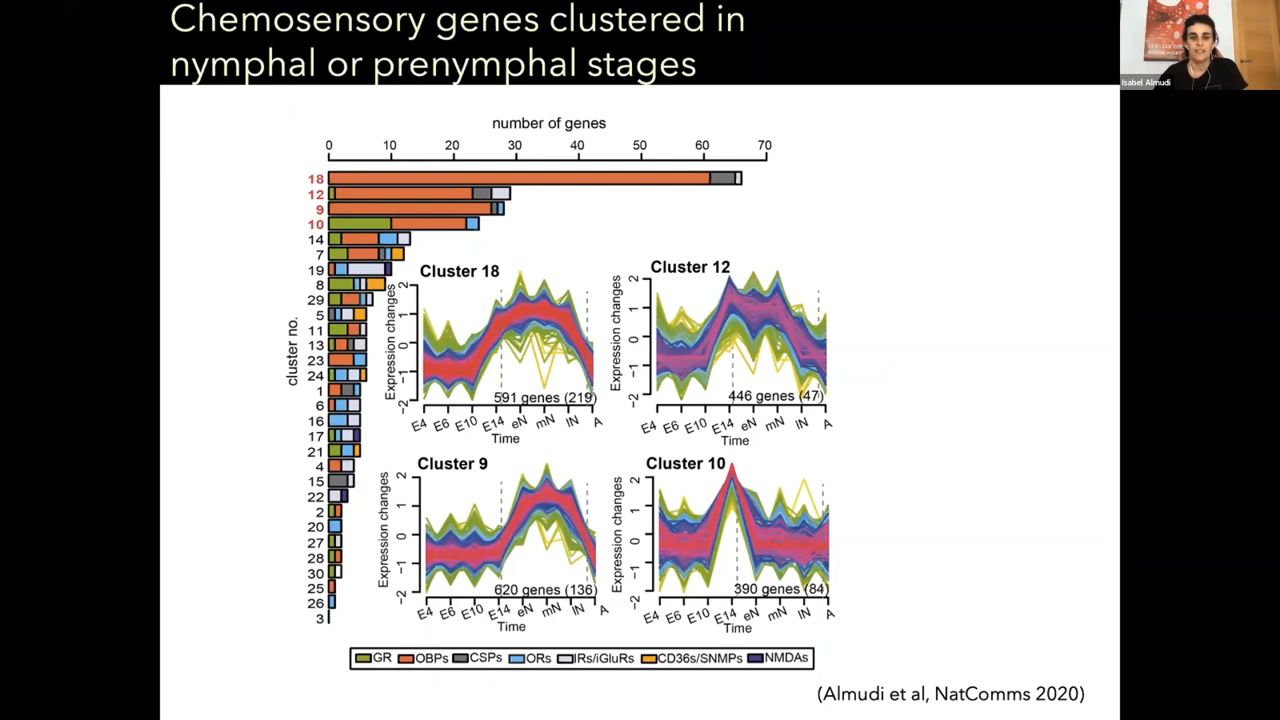 Chemosensory genes clustered in
nymphal or prenymphal stages
Isabel Almudi
number of genes
0 10 20 30 40 50 60 70
cluster no.
18
12
9
10
14
7
19
8
29
5
11
13
23
24
1
6
16
17
21
4
15
22
2
20
27
28
30
25
26
3
Cluster 18
Expression changes
2
1
0
−1
−2
591 genes (219)
E4 E6 E10 E14 eN mN lN A
Time
Cluster 12
Expression changes
2
1
0
−1
−2
446 genes (47)
E4 E6 E10 E14 eN mN lN A
Time
Cluster 9
Expression changes
2
1
0
−1
−2
620 genes (136)
E4 E6 E10 E14 eN mN lN A
Time
Cluster 10
Expression changes
2
1
0
−1
−2
390 genes (84)
E4 E6 E10 E14 eN mN lN A
Time
GR OBPs CSPs ORs IRs/iGluRs CD36s/SNMPs NMDAs
(Almudi et al, NatComms 2020)